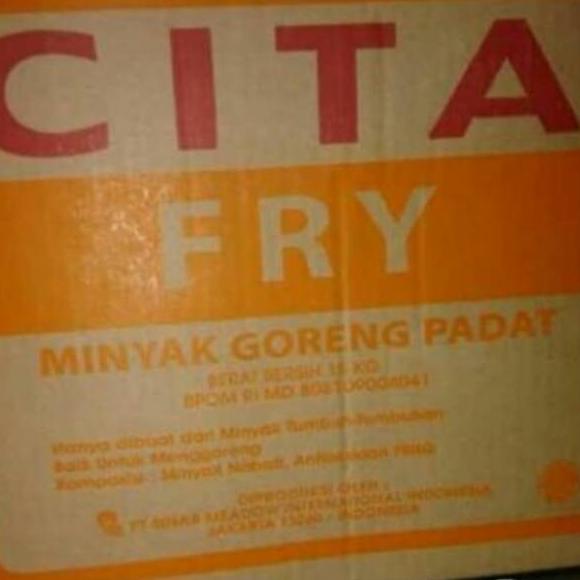 CITA
FRY
MINYAK GORENG PADAT
BERAT BERSIH 15 KG
BPOM RI MD
Hanya dibuat dari Minyak Tumbuh-Tumbuhan
Baik Untuk Menggoreng
Komposisi : Minyak Nabati, Antioksidan TBHQ
DIPRODUKSI OLEH :
PT. SINAR MEADOW INTERNATIONAL INDONESIA
JAKARTA 13260 / INDONESIA